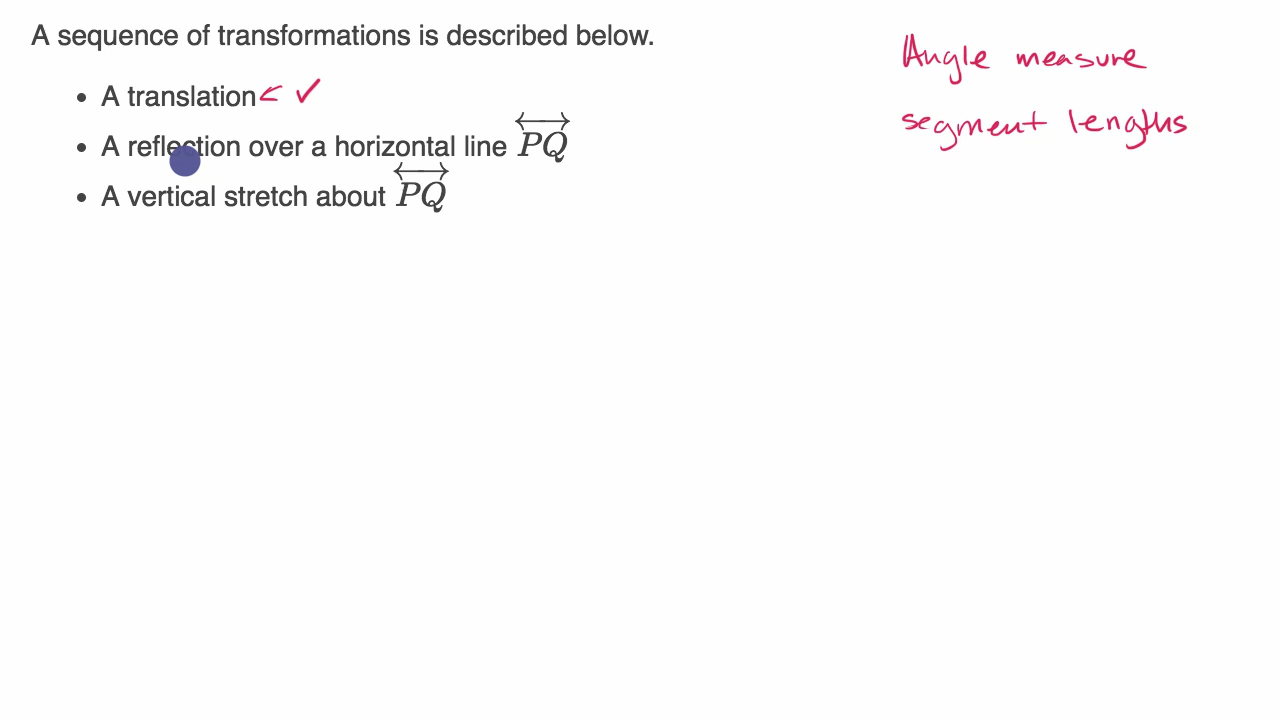 A sequence of transformations is described below.
Angle measure
• A translation
segment lengths
• A reflection over a horizontal line PQ
• A vertical stretch about PQ